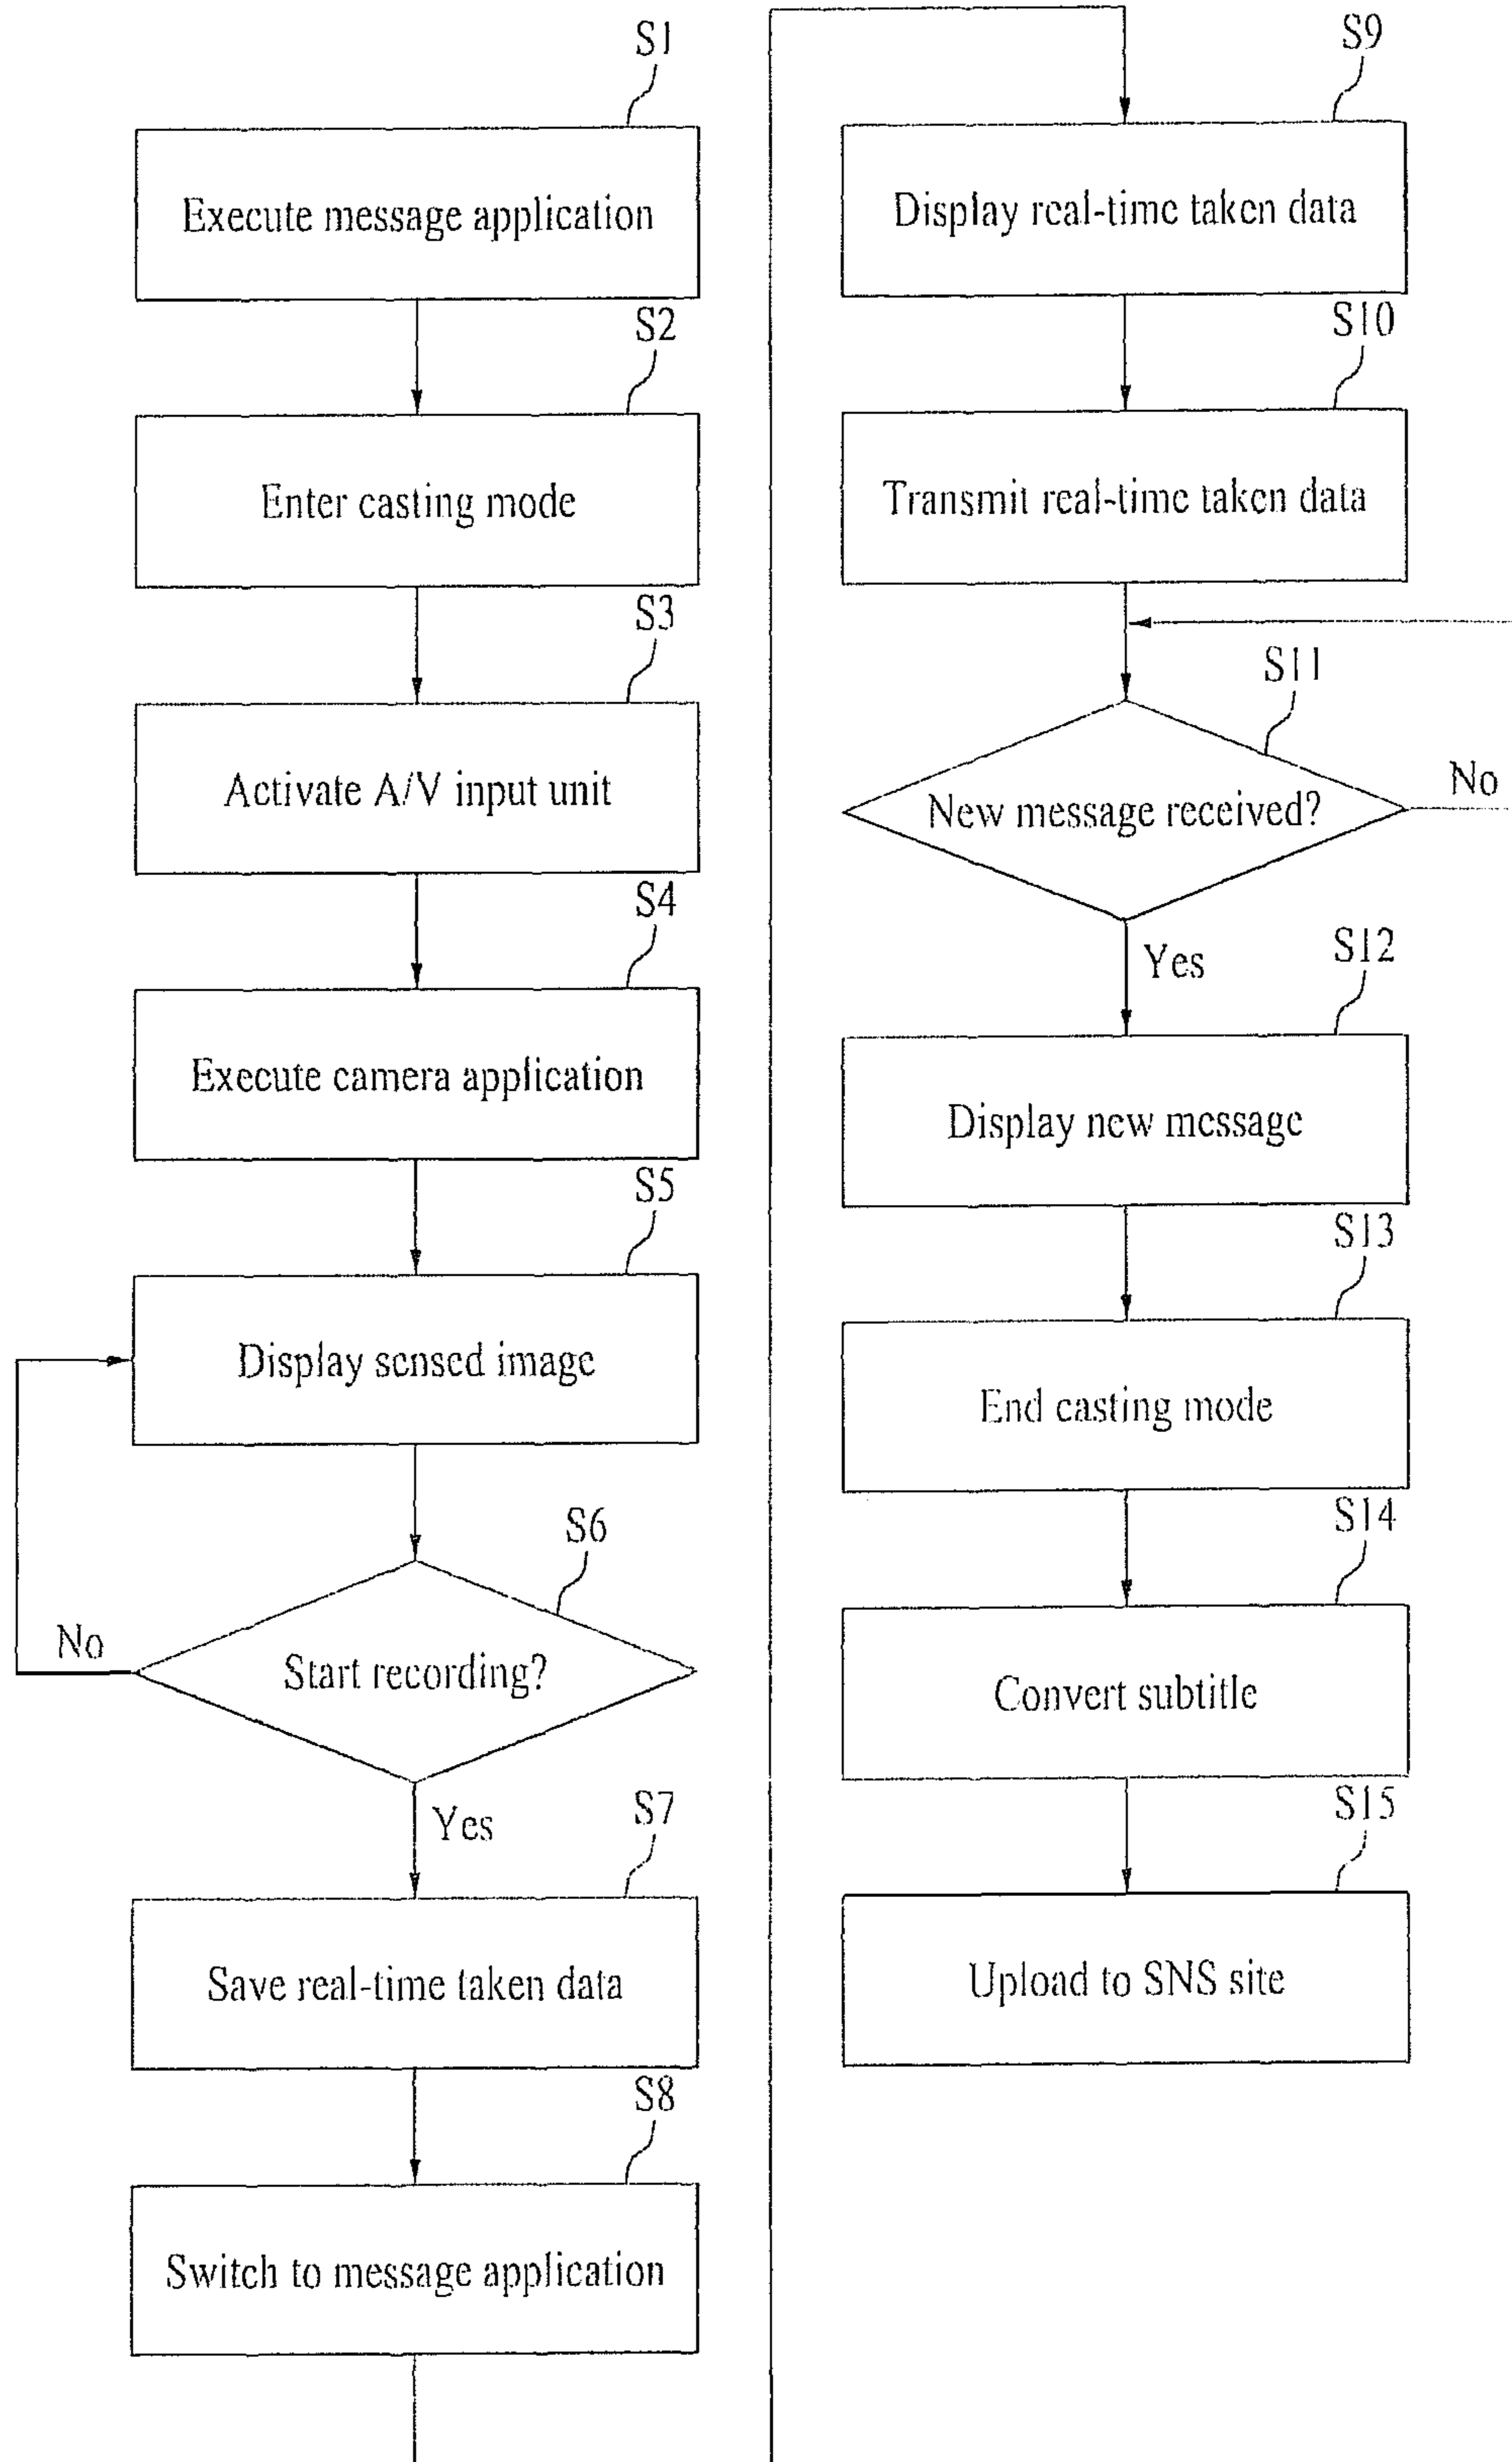 S1
Execute message application
S2
Enter casting mode
S3
Activate A/V input unit
S4
Execute camera application
S5
Display sensed image
S6
Start recording?
No
Yes
S7
Save real-time taken data
S8
Switch to message application
S9
Display real-time taken data
S10
Transmit real-time taken data
S11
New message received?
No
Yes
S12
Display new message
S13
End casting mode
S14
Convert subtitle
S15
Upload to SNS site